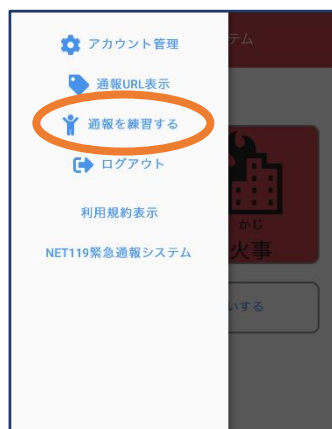 アカウント管理
テム
通報URL表示
通報を練習する
ログアウト
利用規約表示
かじ
火事
NET119緊急通報システム
いする